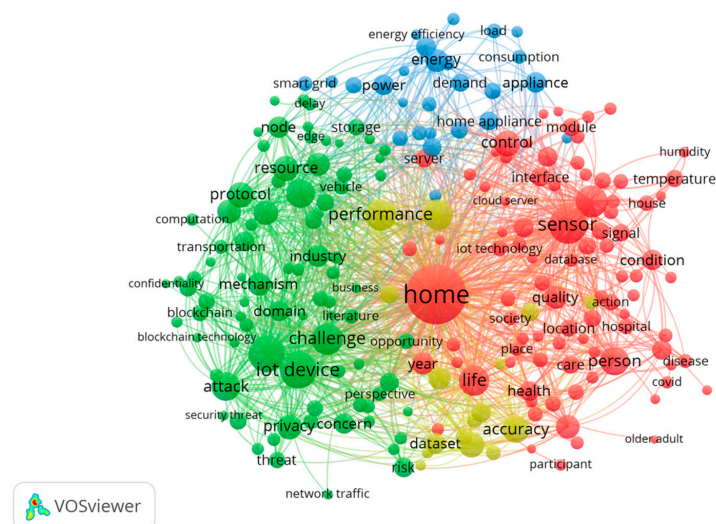 energy efficiency
load
energy
consumption
smart grid
power
demand
appliance
delay
node
edge
storage
home appliance
module
control
server
humidity
resource
interface
temperature
vehicle
protocol
cloud server
house
performance
sensor
computation
signal
transportation
iot technology
industry
database
condition
confidentiality
mechanism
business
home
quality
action
blockchain
domain
literature
society
location
hospital
blockchain technology
challenge
opportunity
place
iot device
year
care
person
disease
attack
perspective
life
health
covid
security threat
privacy
concern
dataset
accuracy
older adult
threat
risk
participant
network traffic
VOSviewer